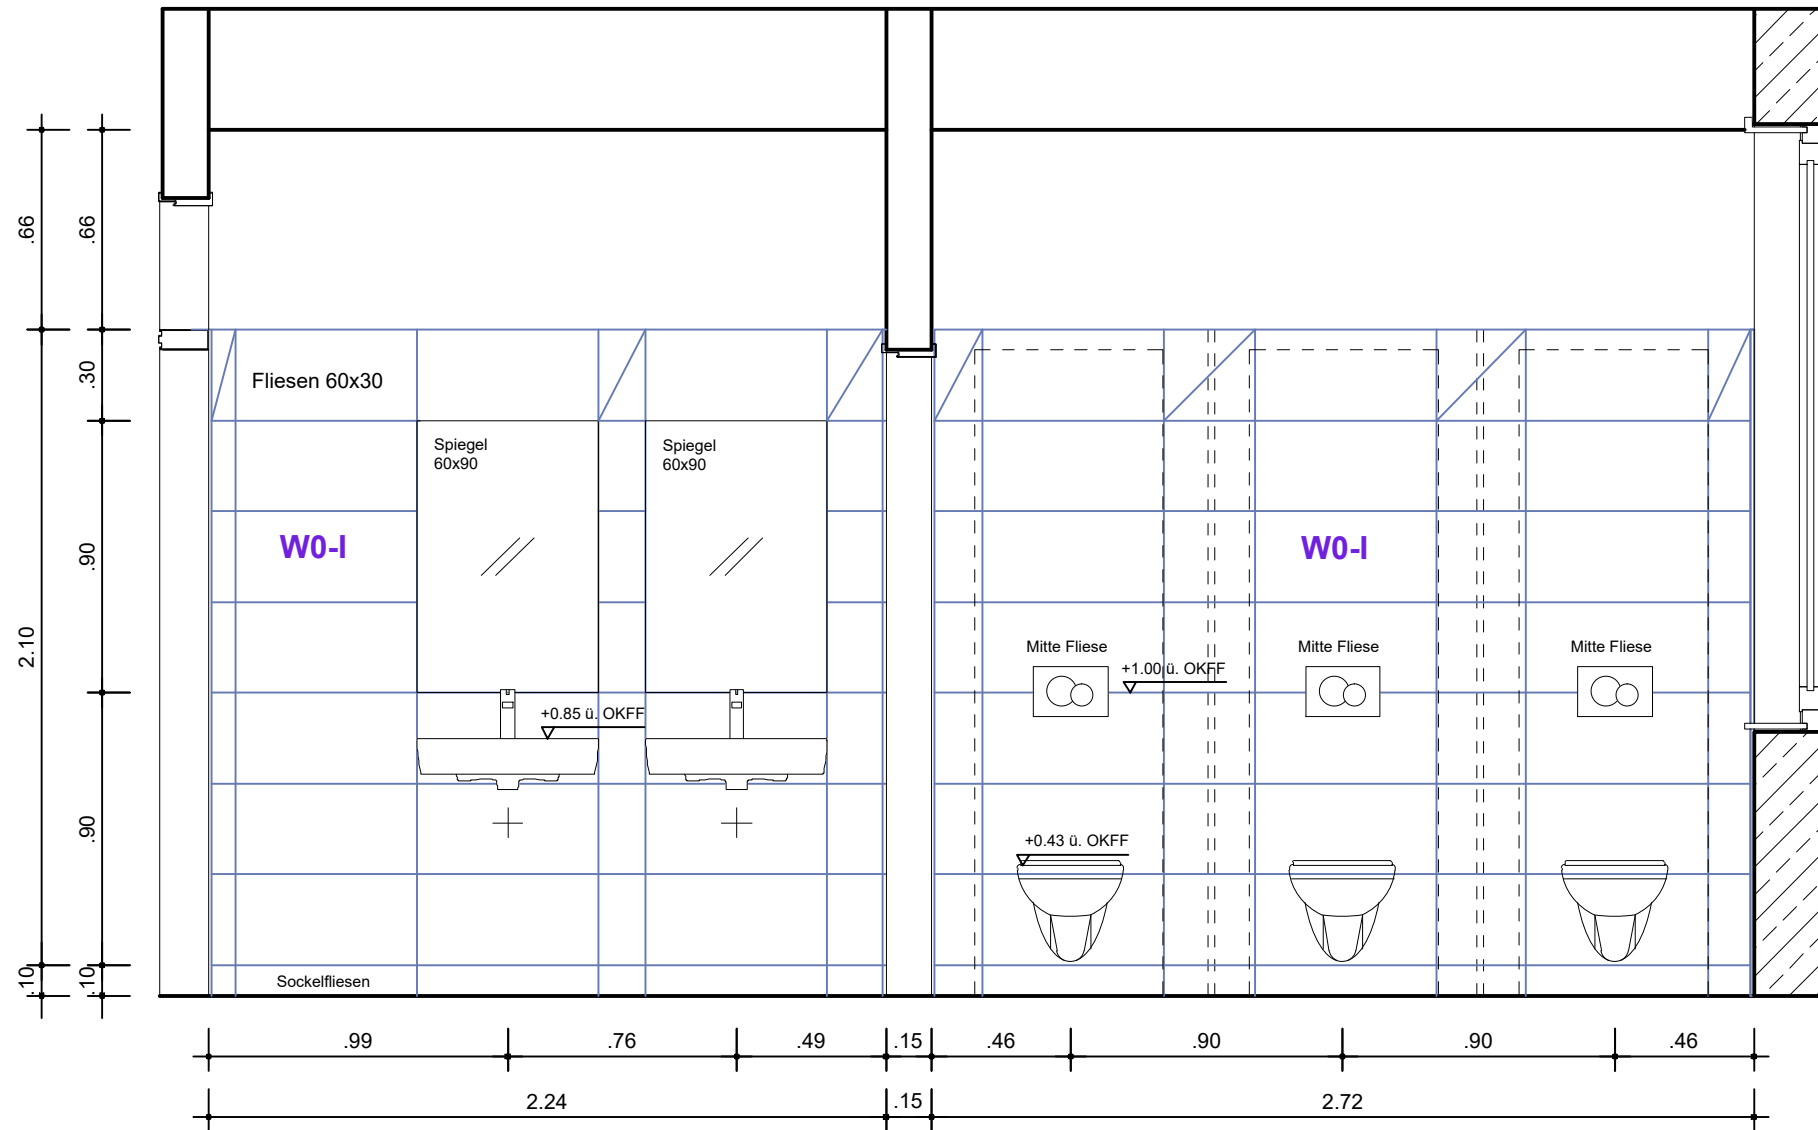 .66
.66
.30
Fliesen 60x30
Spiegel
60x90
Spiegel
60x90
W0-I
W0-I
.90
2.10
Mitte Fliese
Mitte Fliese
Mitte Fliese
+1.00 ü. OKFF
+0.85 ü. OKFF
.90
+0.43 ü. OKFF
.10
.10
Sockelfliesen
.99
.76
.49
.15
.46
.90
.90
.46
2.24
.15
2.72